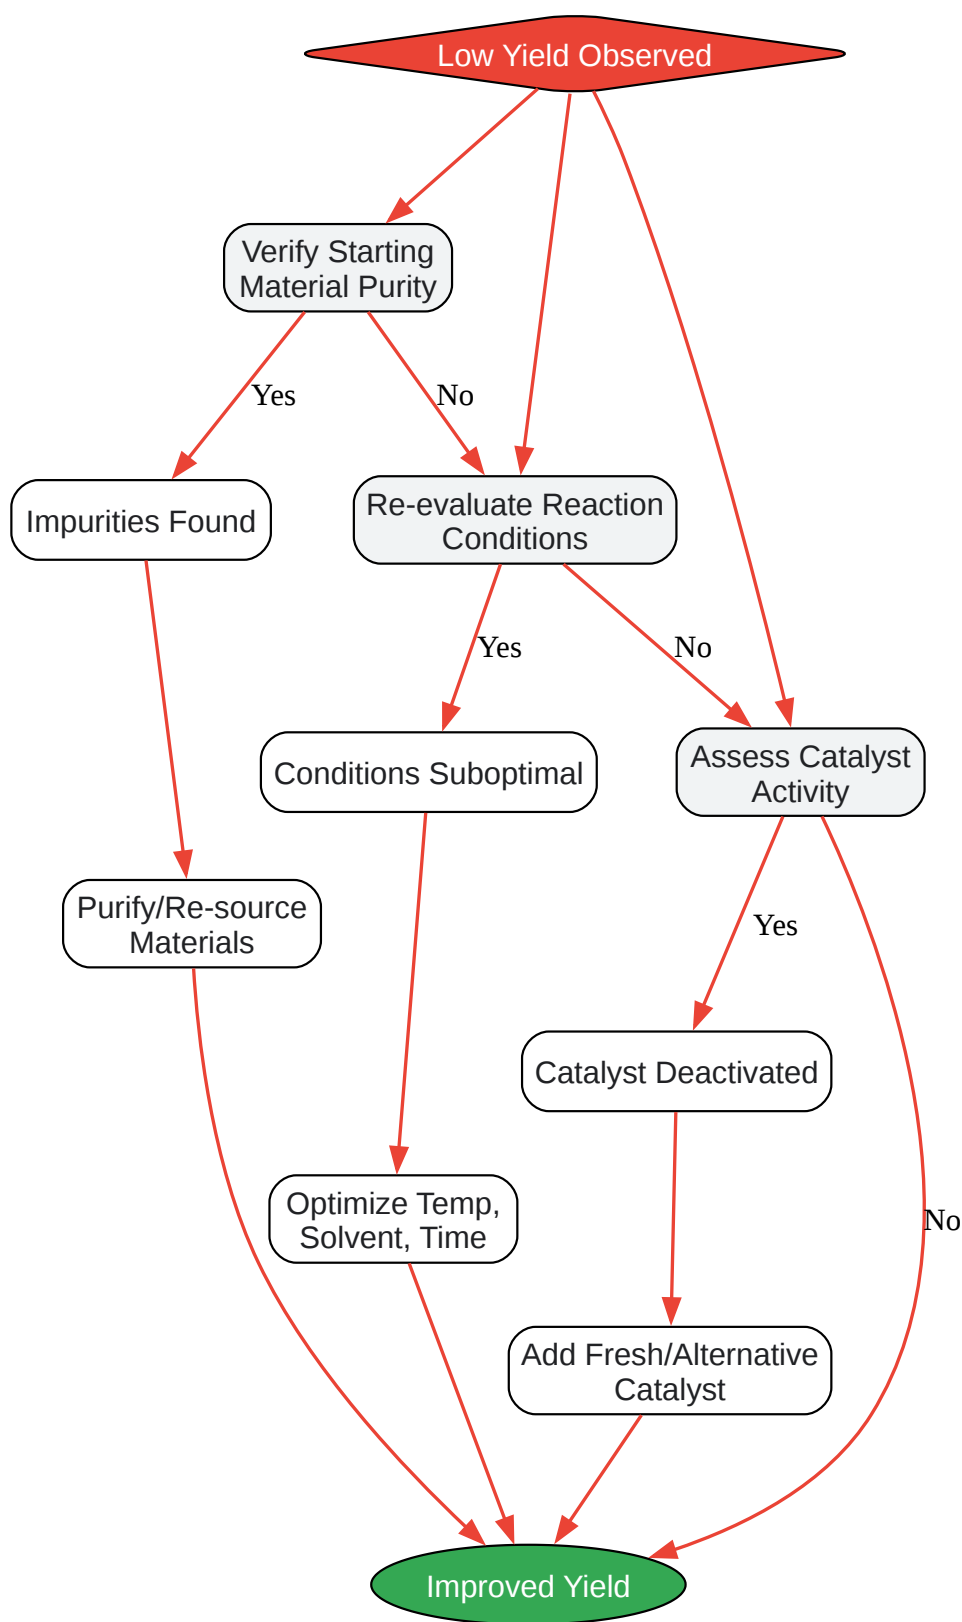 Low Yield Observed
Verify Starting
Material Purity
Yes
No
Impurities Found
Re-evaluate Reaction
Conditions
Yes
No
Conditions Suboptimal
Assess Catalyst
Activity
Purify/Re-source
Materials
Yes
Catalyst Deactivated
Optimize Temp,
Solvent, Time
No
Add Fresh/Alternative
Catalyst
Improved Yield